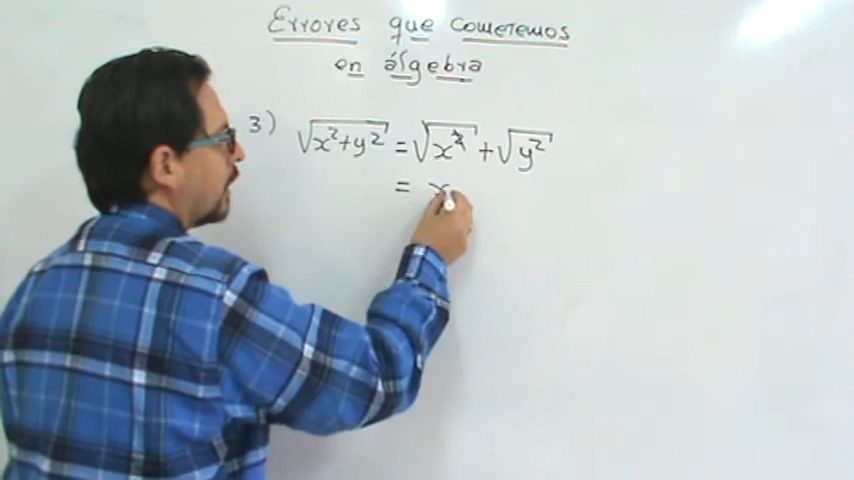 Errores que cometemos
en álgebra
3) √x²+y² = √x² + √y²
= x